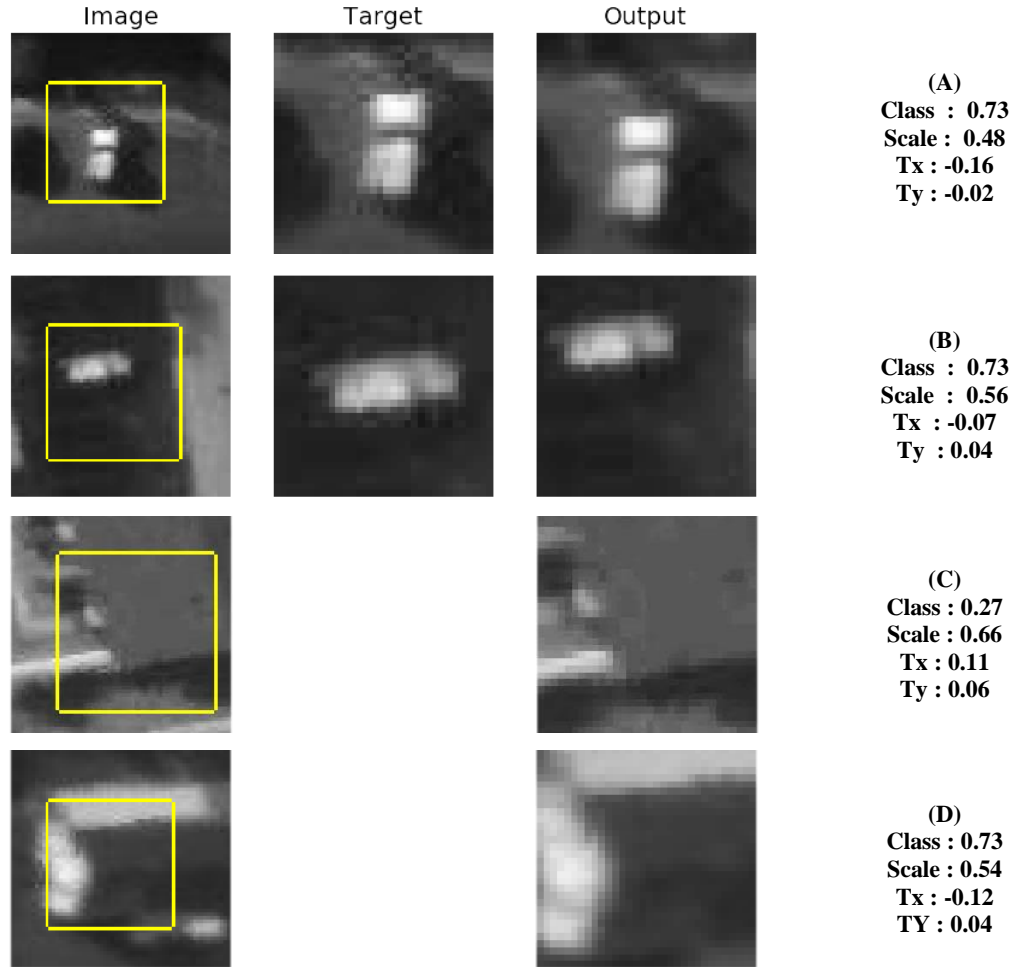 Image Target Output
(A)
Class : 0.73
Scale : 0.48
Tx : -0.16
Ty : -0.02
(B)
Class : 0.73
Scale : 0.56
Tx : -0.07
Ty : 0.04
(C)
Class : 0.27
Scale : 0.66
Tx : 0.11
Ty : 0.06
(D)
Class : 0.73
Scale : 0.54
Tx : -0.12
TY : 0.04